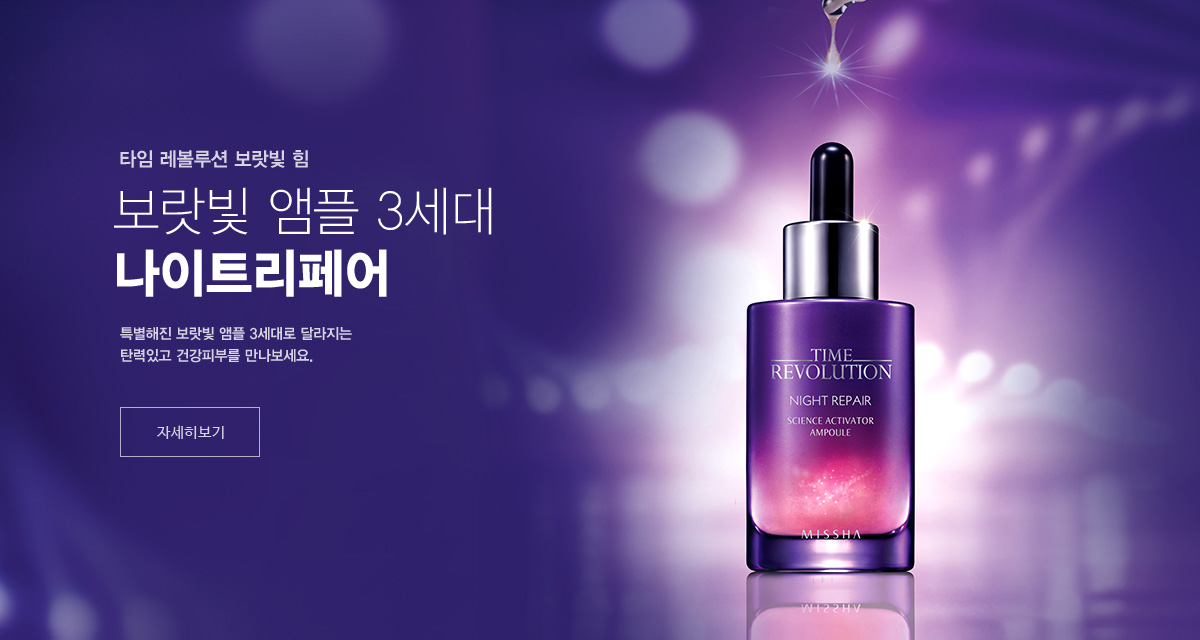 타임 레볼루션 보랏빛 힘
보랏빛 앰플 3세대
나이트리페어
특별해진 보랏빛 앰플 3세대로 달라지는
탄력있고 건강피부를 만나보세요.
자세히보기
TIME
REVOLUTION
NIGHT REPAIR
SCIENCE ACTIVATOR
AMPOULE
MISSHA